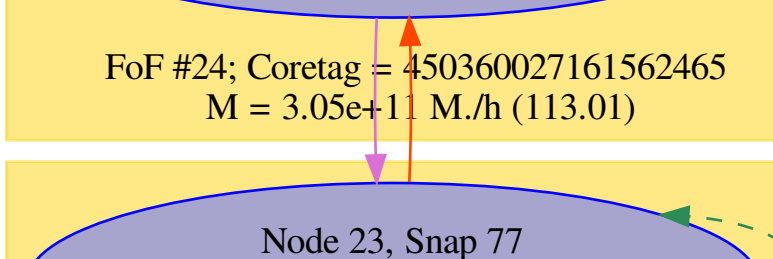 FoF #24; Coretag = 450360027161562465
M = 3.05e+11 M./h (113.01)
Node 23, Snap 77